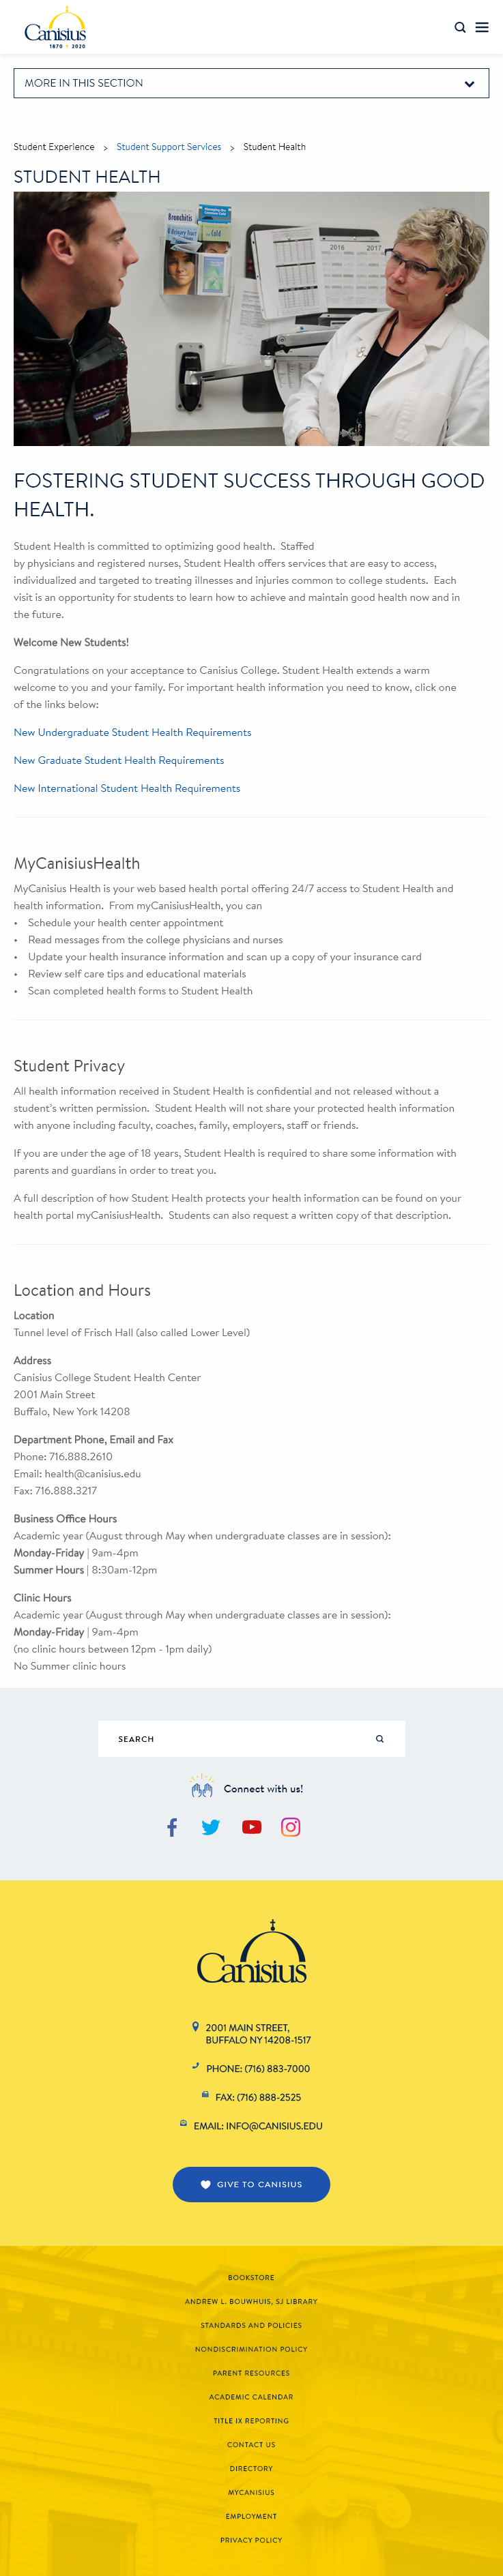 Canisius
1870 • 2020
MORE IN THIS SECTION
Student Experience > Student Support Services > Student Health
STUDENT HEALTH
Bronchitis
Cold
2016 2017
FOSTERING STUDENT SUCCESS THROUGH GOOD
HEALTH.
Student Health is committed to optimizing good health. Staffed
by physicians and registered nurses, Student Health offers services that are easy to access,
individualized and targeted to treating illnesses and injuries common to college students. Each
visit is an opportunity for students to learn how to achieve and maintain good health now and in
the future.
Welcome New Students!
Congratulations on your acceptance to Canisius College. Student Health extends a warm
welcome to you and your family. For important health information you need to know, click one
of the links below:
New Undergraduate Student Health Requirements
New Graduate Student Health Requirements
New International Student Health Requirements
MyCanisiusHealth
MyCanisius Health is your web based health portal offering 24/7 access to Student Health and
health information. From myCanisiusHealth, you can
• Schedule your health center appointment
• Read messages from the college physicians and nurses
• Update your health insurance information and scan up a copy of your insurance card
• Review self care tips and educational materials
• Scan completed health forms to Student Health
Student Privacy
All health information received in Student Health is confidential and not released without a
student's written permission. Student Health will not share your protected health information
with anyone including faculty, coaches, family, employers, staff or friends.
If you are under the age of 18 years, Student Health is required to share some information with
parents and guardians in order to treat you.
A full description of how Student Health protects your health information can be found on your
health portal myCanisiusHealth. Students can also request a written copy of that description.
Location and Hours
Location
Tunnel level of Frisch Hall (also called Lower Level)
Address
Canisius College Student Health Center
2001 Main Street
Buffalo, New York 14208
Department Phone, Email and Fax
Phone: 716.888.2610
Email: health@canisius.edu
Fax: 716.888.3217
Business Office Hours
Academic year (August through May when undergraduate classes are in session):
Monday-Friday | 9am-4pm
Summer Hours | 8:30am-12pm
Clinic Hours
Academic year (August through May when undergraduate classes are in session):
Monday-Friday | 9am-4pm
(no clinic hours between 12pm - 1pm daily)
No Summer clinic hours
SEARCH
Connect with us!
Canisius
2001 MAIN STREET,
BUFFALO NY 14208-1517
PHONE: (716) 883-7000
FAX: (716) 888-2525
EMAIL: INFO@CANISIUS.EDU
GIVE TO CANISIUS
BOOKSTORE
ANDREW L. BOUWHUIS, SJ LIBRARY
STANDARDS AND POLICIES
NONDISCRIMINATION POLICY
PARENT RESOURCES
ACADEMIC CALENDAR
TITLE IX REPORTING
CONTACT US
DIRECTORY
MYCANISIUS
EMPLOYMENT
PRIVACY POLICY